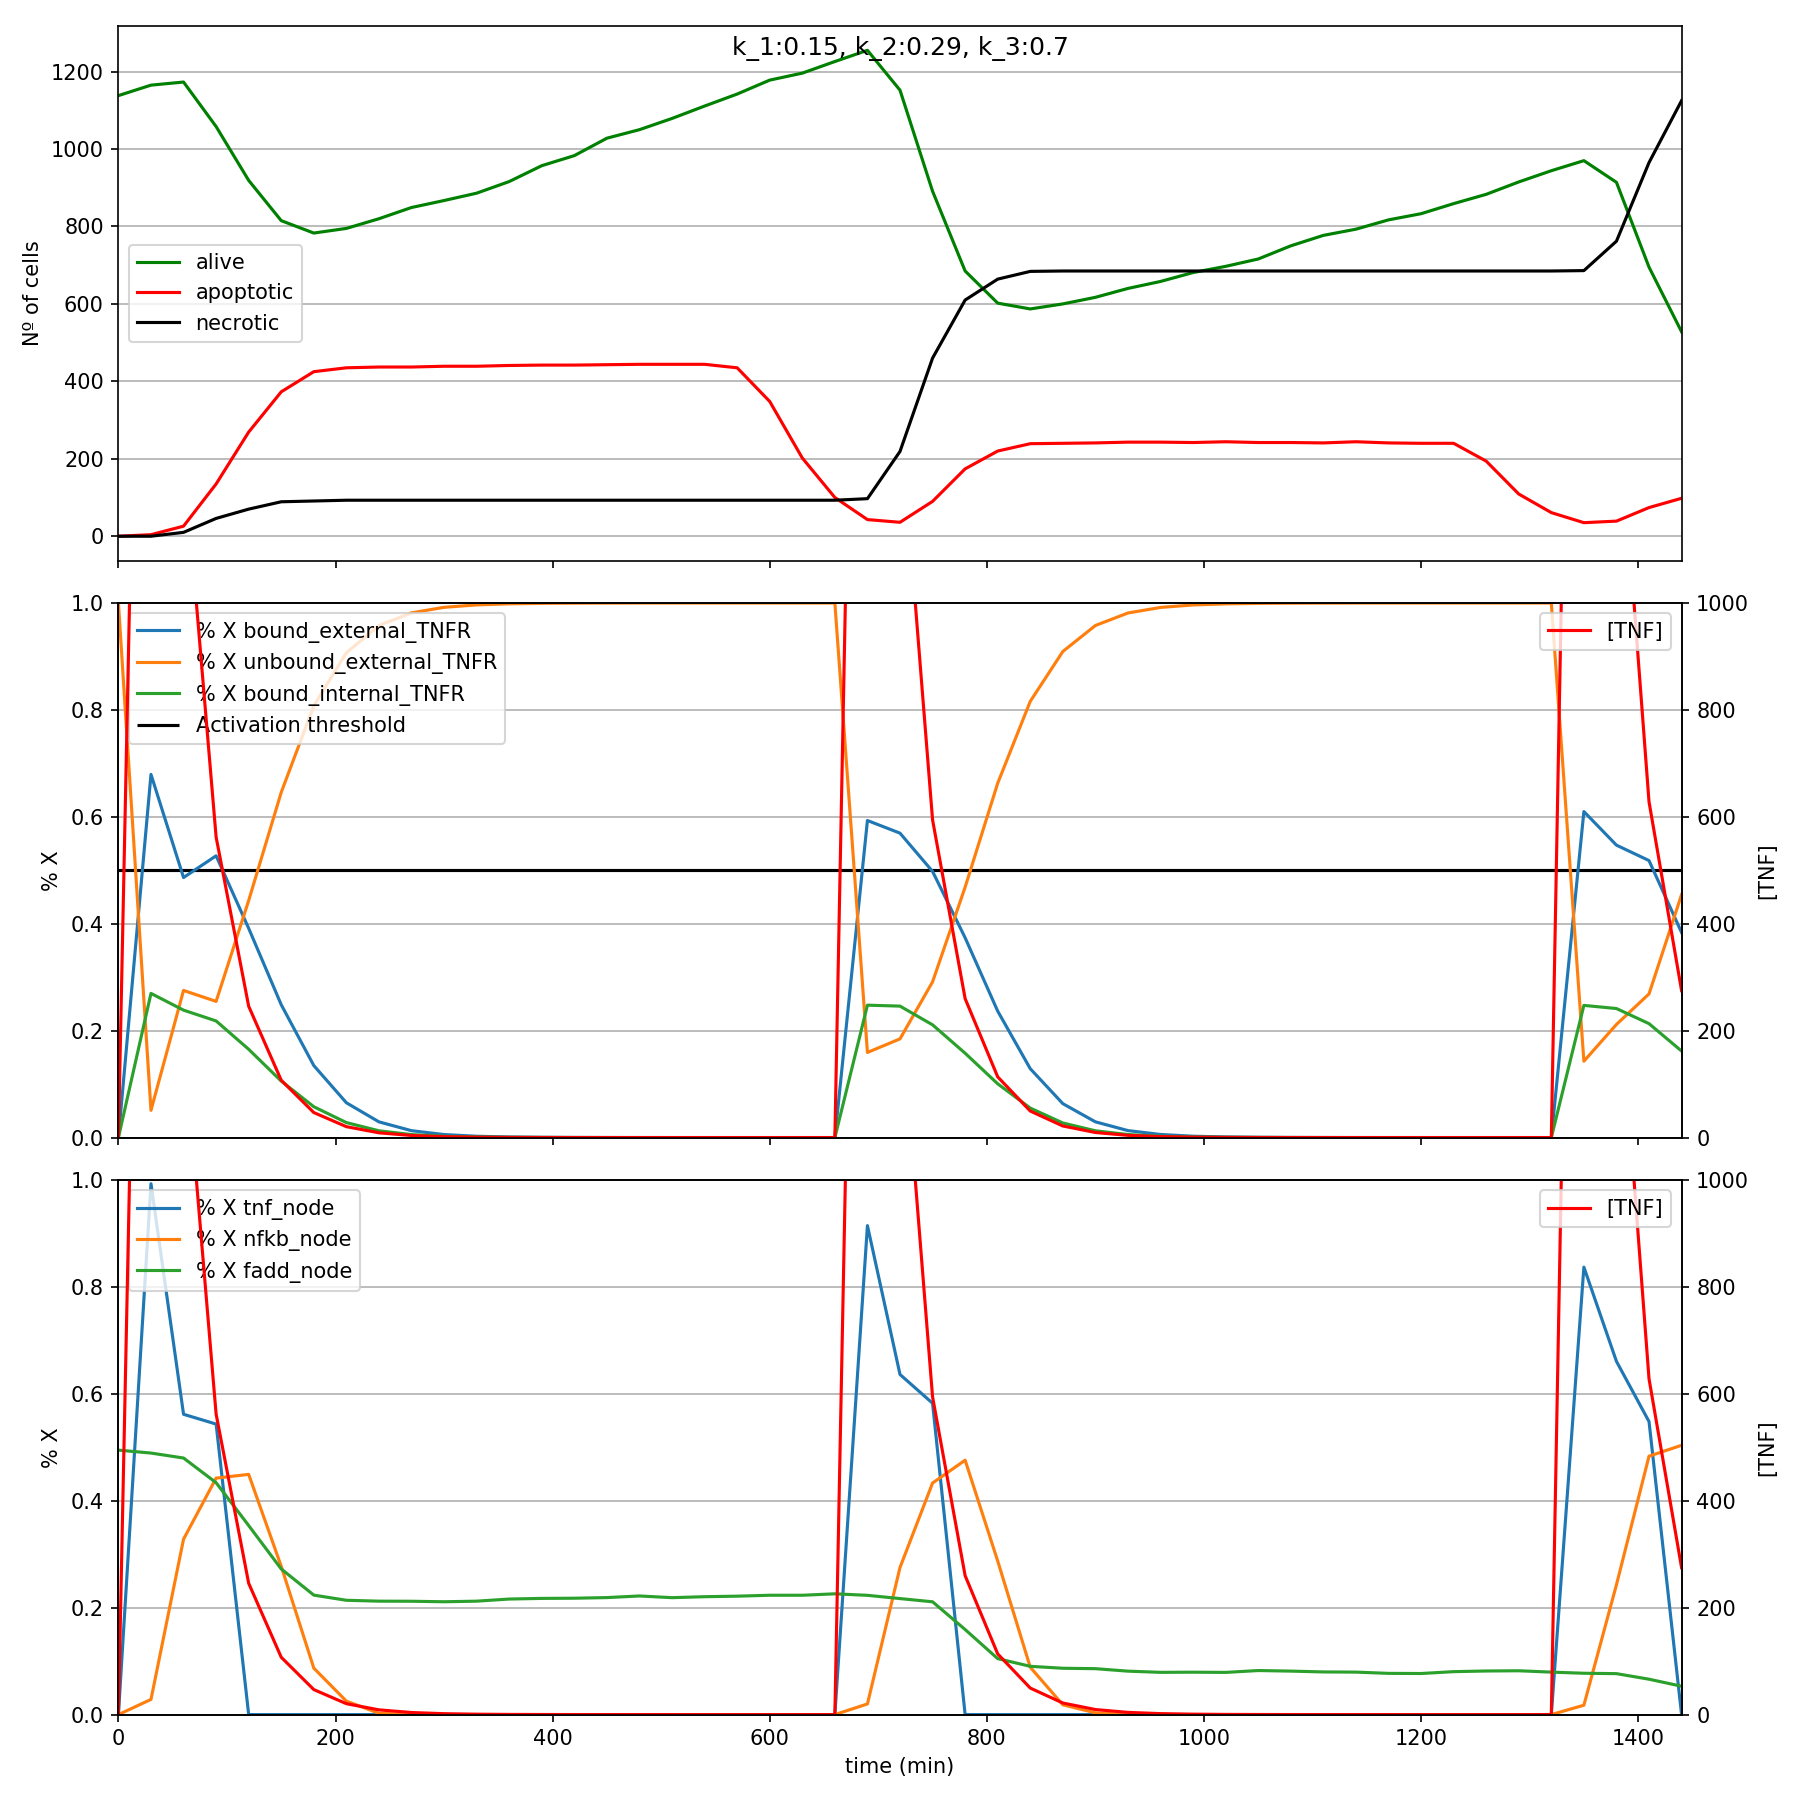 k_1:0.15, k_2:0.29, k_3:0.7
1200
1000
800
600
400
200
0
Nº of cells
alive
apoptotic
necrotic
1.0
0.8
0.6
0.4
0.2
0.0
% X
% X bound_external_TNFR
% X unbound_external_TNFR
% X bound_internal_TNFR
Activation threshold
[TNF]
1000
800
600
400
200
0
[TNF]
1.0
0.8
0.6
0.4
0.2
0.0
% X
% X tnf_node
% X nfkb_node
% X fadd_node
[TNF]
1000
800
600
400
200
0
[TNF]
0 200 400 600 800 1000 1200 1400
time (min)